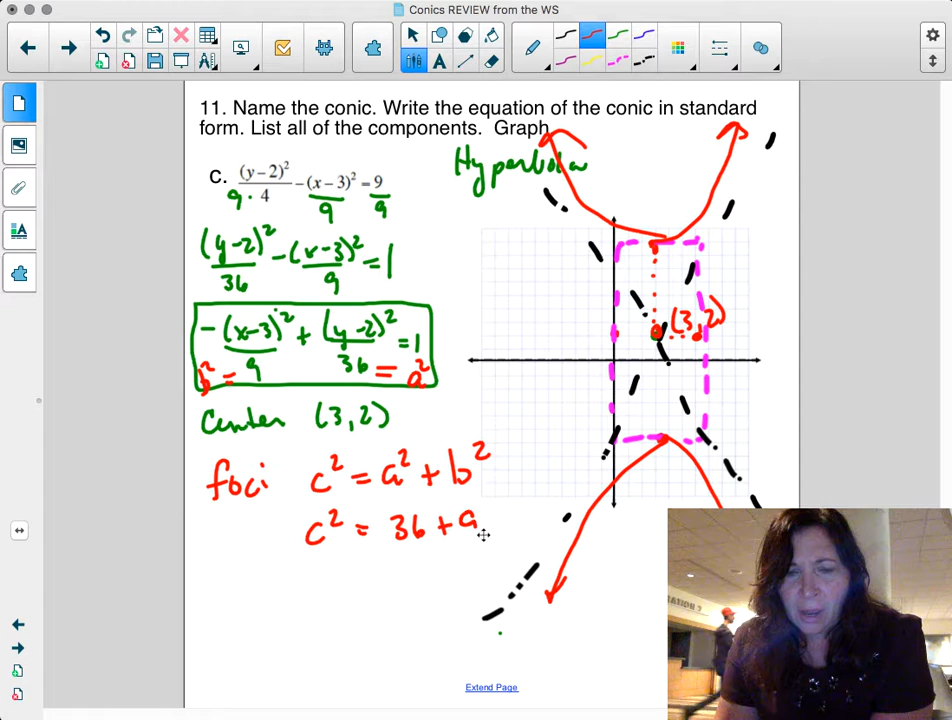 Conics REVIEW from the WS
11. Name the conic. Write the equation of the conic in standard
form. List all of the components. Graph
Hyperbola
c. (y – 2)²/4 – (x – 3)² = 9
9 · 9 9
(y-2)²/36 - (x-3)²/9 = 1
-(x-3)²/9 + (y-2)²/36 = 1
b² = = a²
(3,2)
Center (3,2)
foci c² = a² + b²
c² = 36 + 9
Extend Page